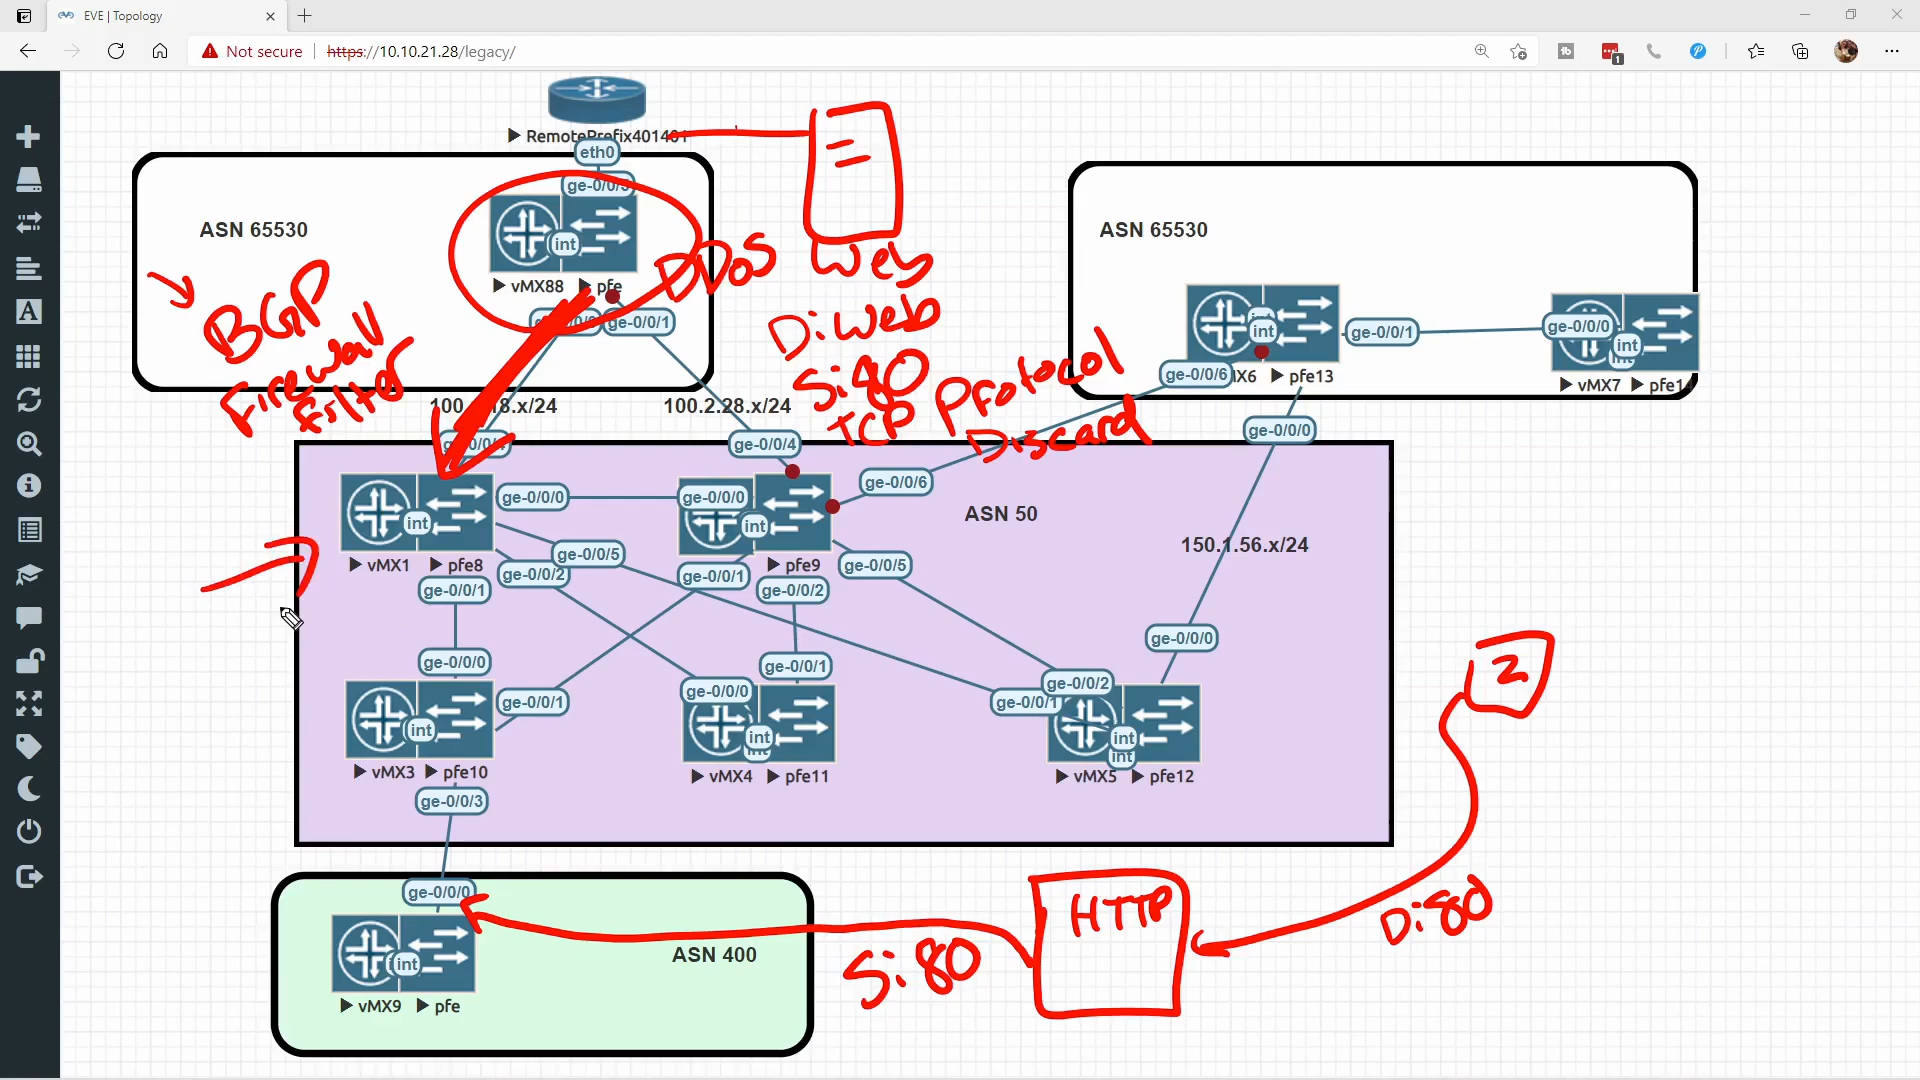 EVE | Topology
Not secure
https://10.10.21.28/legacy/
1
RemotePrefix401401
eth0
ge-0/0/3
ASN 65530
int
vMX88
pfe
ge-0/0/1
DDoS
Web
D: Web
S: 80
TCP Protocol
Discard
BGP
Firewall
Filter
ASN 65530
int
ge-0/0/1
ge-0/0/0
int
ge-0/0/6
pfe13
vMX7
pfe14
ge-0/0/0
18.x/24
100.2.28.x/24
ge-0/0/4
ge-0/0/0
ge-0/0/0
ge-0/0/6
ASN 50
int
int
150.1.56.x/24
vMX1
pfe8
ge-0/0/5
ge-0/0/2
pfe9
ge-0/0/5
ge-0/0/1
ge-0/0/1
ge-0/0/2
ge-0/0/0
ge-0/0/0
ge-0/0/1
ge-0/0/1
ge-0/0/0
ge-0/0/2
ge-0/0/1
int
int
int
int
vMX3
pfe10
vMX4
pfe11
vMX5
pfe12
ge-0/0/3
2
ge-0/0/0
HTTP
D: 80
S: 80
ASN 400
int
vMX9
pfe